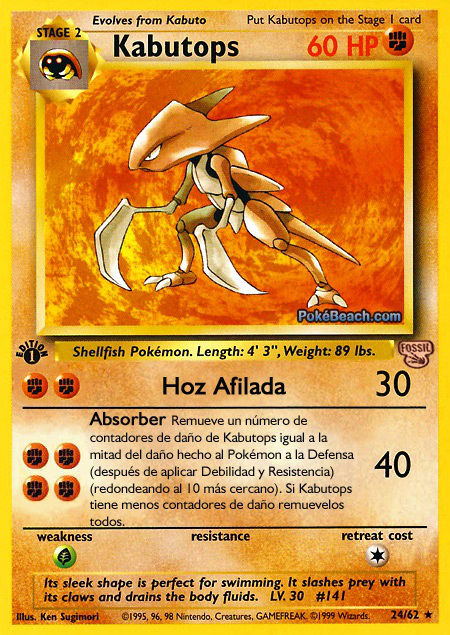 Evolves from Kabuto Put Kabutops on the Stage 1 card
STAGE 2
Kabutops 60 HP
PokéBeach.com
EDITION 1
Shellfish Pokémon. Length: 4' 3", Weight: 89 lbs.
FOSSIL
Hoz Afilada 30
Absorber Remueve un número de
contadores de daño de Kabutops igual a la
mitad del daño hecho al Pokémon a la Defensa
(después de aplicar Debilidad y Resistencia)
(redondeando al 10 más cercano). Si Kabutops
tiene menos contadores de daño remuevelos
todos.
40
weakness resistance retreat cost
Its sleek shape is perfect for swimming. It slashes prey with
its claws and drains the body fluids. LV. 30 #141
Illus. Ken Sugimori ©1995, 96, 98 Nintendo, Creatures, GAMEFREAK. ©1999 Wizards. 24/62 ★